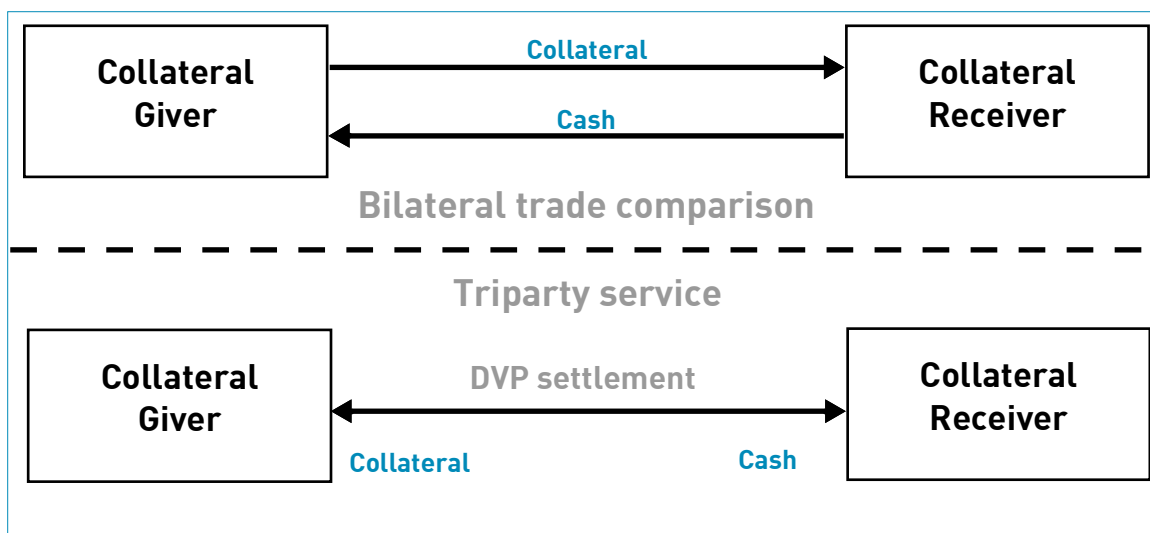 Collateral
Giver
Collateral
Cash
Collateral
Receiver
Bilateral trade comparison
Triparty service
Collateral
Giver
DVP settlement
Collateral
Cash
Collateral
Receiver